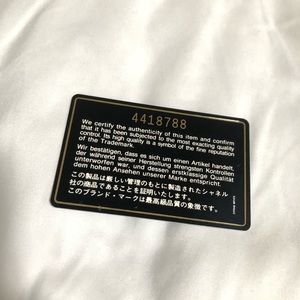 4418788
We certify the authenticity of this item and confirm
that it has been subjected to the most exacting quality
control. Its high quality is a symbol of the fine reputation
of the Trademark.
Wir bestätigen, dass es sich um einen Artikel handelt,
der während seiner Herstellung strengsten Kontrollen
unterworfen wurde, und dessen erstklassige Qualität
dem hohen Ansehen unserer Marke entspricht.
この製品は厳しい管理のもとに製造されたシャネル
社の商品であることを証明いたします。
このブランド・マークは最高級品質の象徴です。